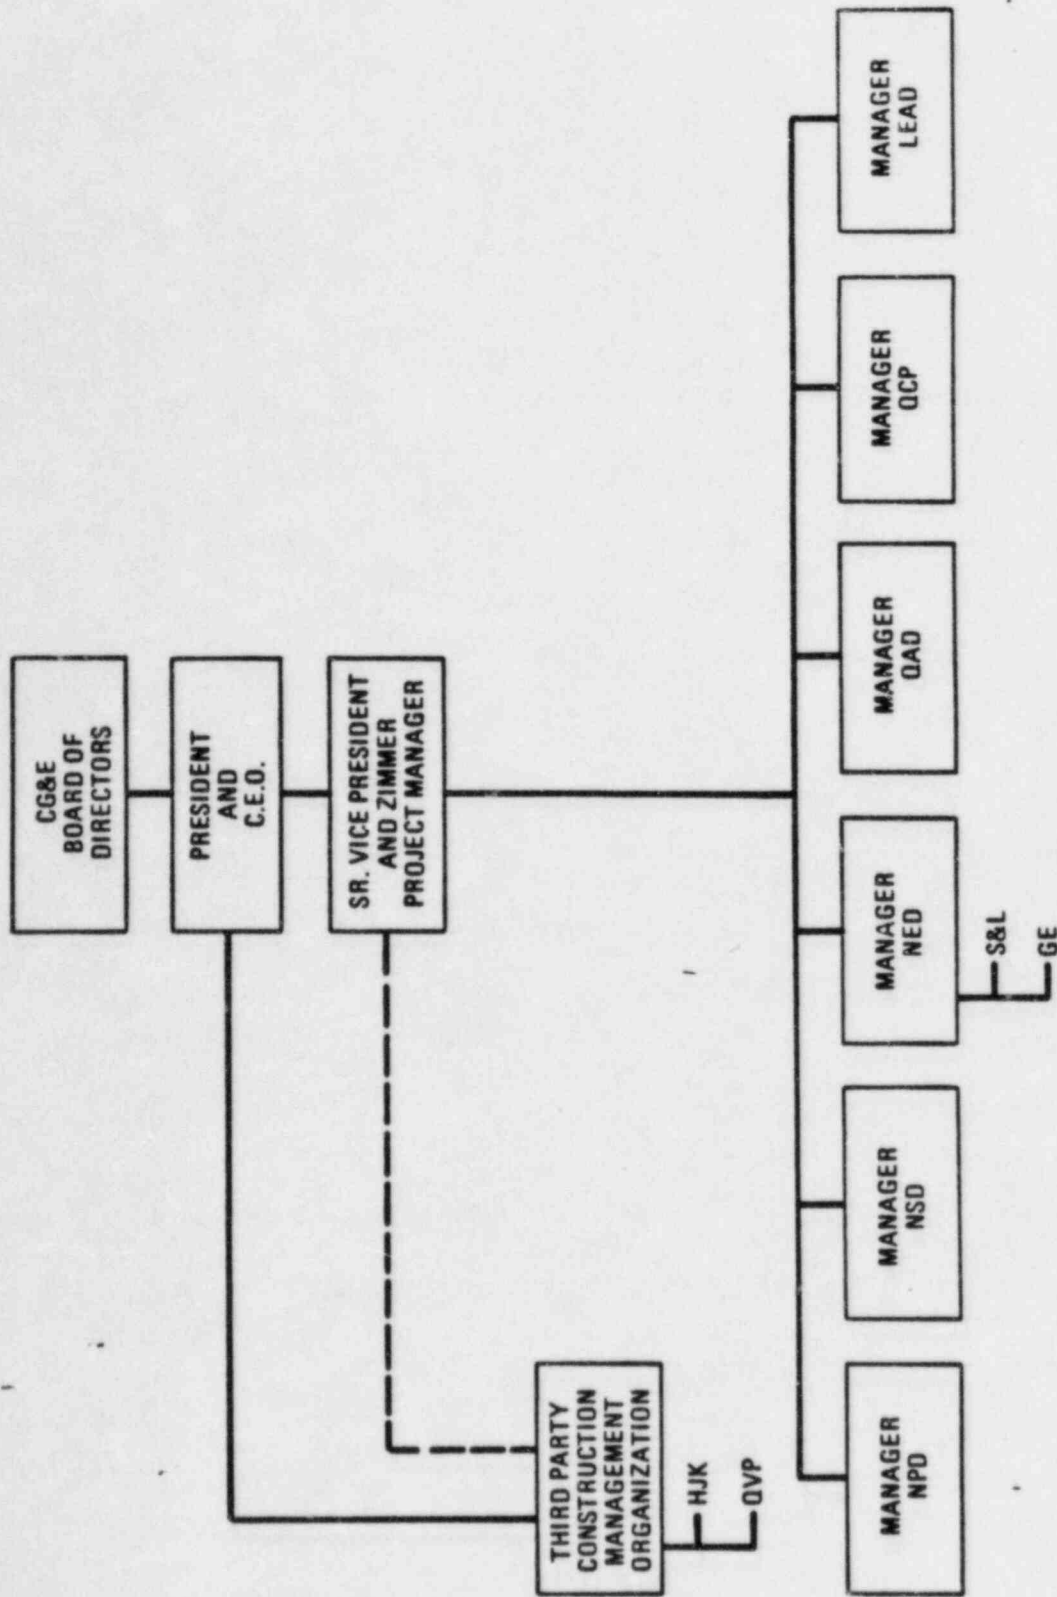 CG&E
BOARD OF
DIRECTORS
PRESIDENT
AND
C.E.O.
SR. VICE PRESIDENT
AND ZIMMER
PROJECT MANAGER
THIRD PARTY
CONSTRUCTION
MANAGEMENT
ORGANIZATION
HJK
QVP
MANAGER
NPD
MANAGER
NSD
MANAGER
NED
S&L
GE
MANAGER
QAD
MANAGER
QCP
MANAGER
LEAD